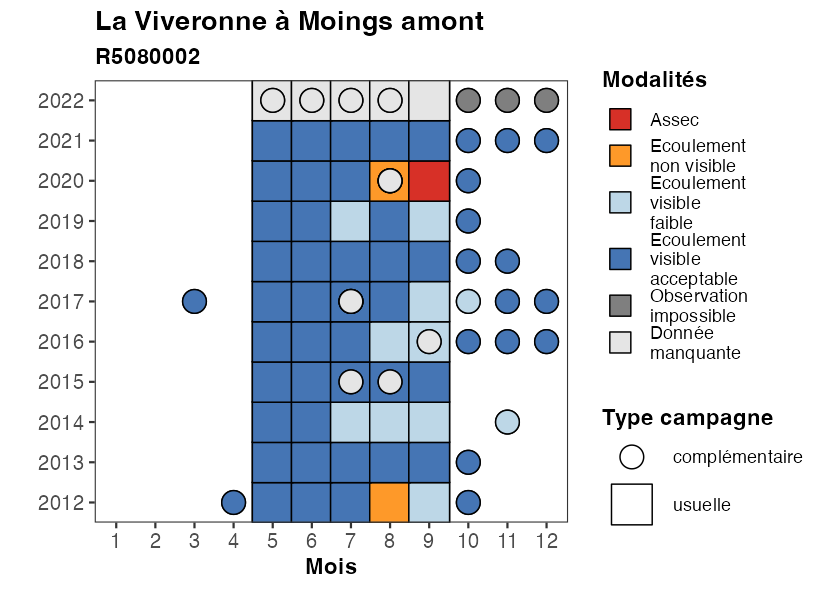 La Viveronne à Moings amont
R5080002
2022
2021
2020
2019
2018
2017
2016
2015
2014
2013
2012
1 2 3 4 5 6 7 8 9 10 11 12
Mois
Modalités
Assec
Ecoulement
non visible
Ecoulement
visible
faible
Ecoulement
visible
acceptable
Observation
impossible
Donnée
manquante
Type campagne
complémentaire
usuelle